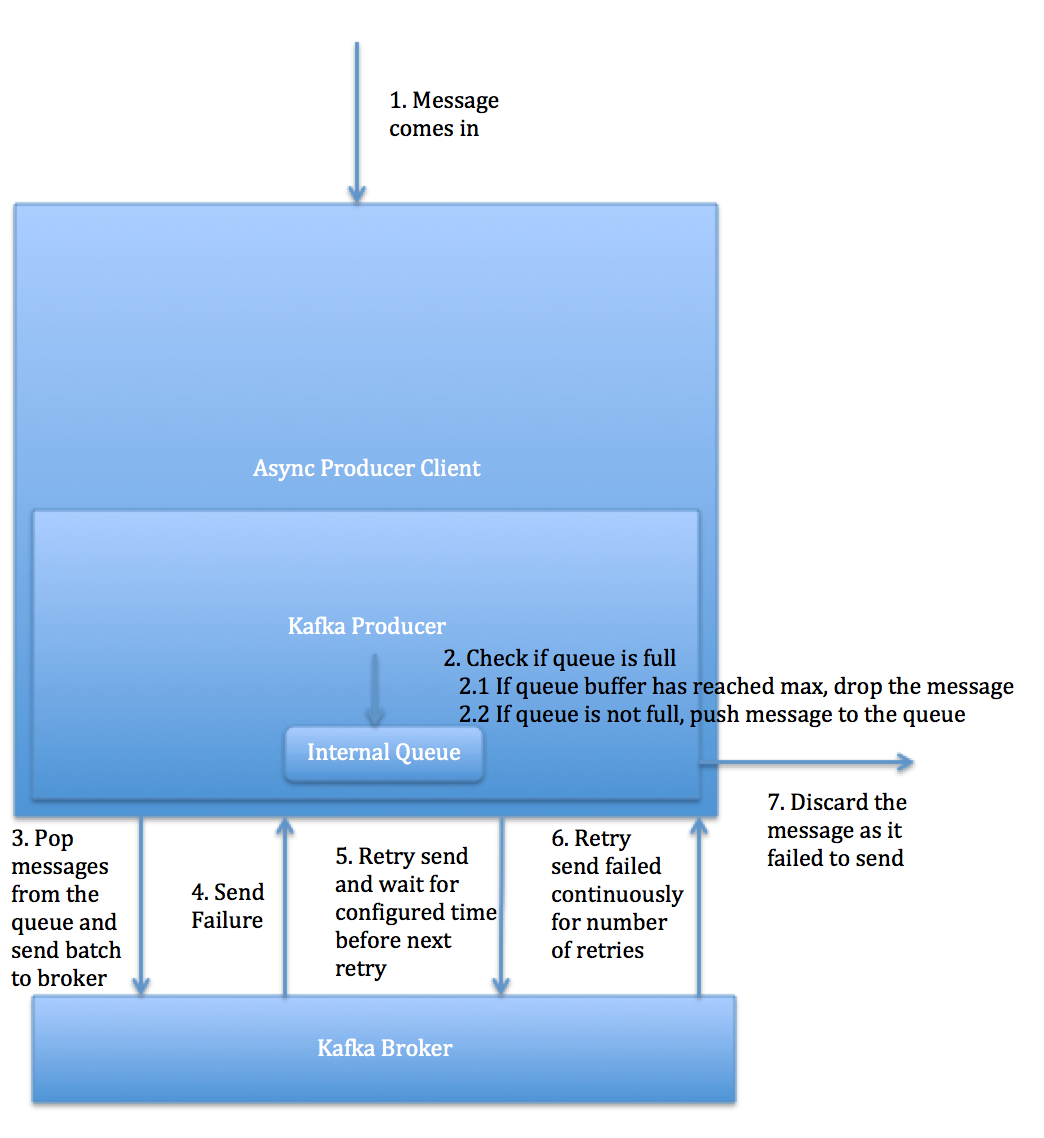 1. Message
comes in
Async Producer Client
Kafka Producer
2. Check if queue is full
2.1 If queue buffer has reached max, drop the message
2.2 If queue is not full, push message to the queue
Internal Queue
3. Pop
messages
from the
queue and
send batch
to broker
4. Send
Failure
5. Retry send
and wait for
configured time
before next
retry
6. Retry
send failed
continuously
for number
of retries
7. Discard the
message as it
failed to send
Kafka Broker